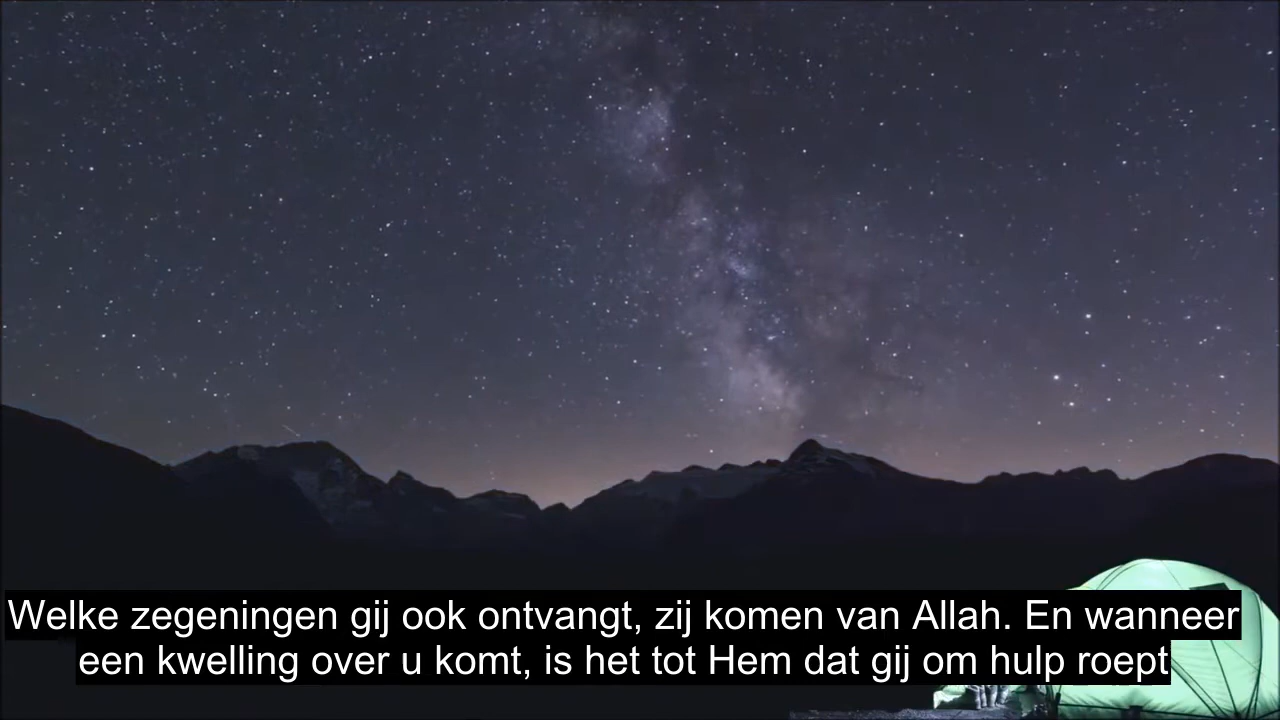 Welke zegeningen gij ook ontvangt, zij komen van Allah. En wanneer
een kwelling over u komt, is het tot Hem dat gij om hulp roept